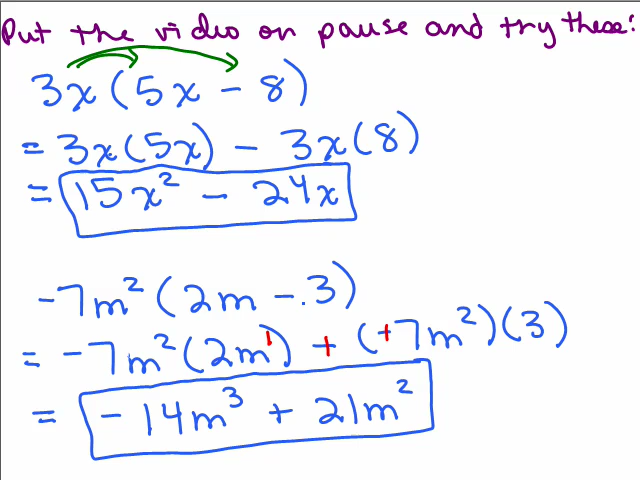 Put the video on pause and try these:
3x(5x - 8)
= 3x(5x) - 3x(8)
= 15x² - 24x
-7m²(2m - 3)
= -7m²(2m¹) + (+7m²)(3)
= -14m³ + 21m²